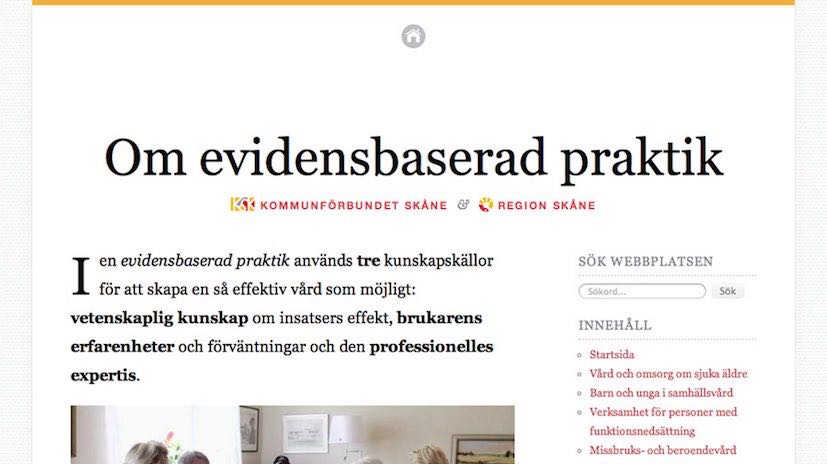 Om evidensbaserad praktik
KSK KOMMUNFÖRBUNDET SKÅNE & REGION SKÅNE
I en evidensbaserad praktik används tre kunskapskällor
för att skapa en så effektiv vård som möjligt:
vetenskaplig kunskap om insatsers effekt, brukarens
erfarenheter och förväntningar och den professionelles
expertis.
SÖK WEBBPLATSEN
Sökord... Sök
INNEHÅLL
Startsida
Vård och omsorg om sjuka äldre
Barn och unga i samhällsvård
Verksamhet för personer med
funktionsnedsättning
Missbruks- och beroendevård